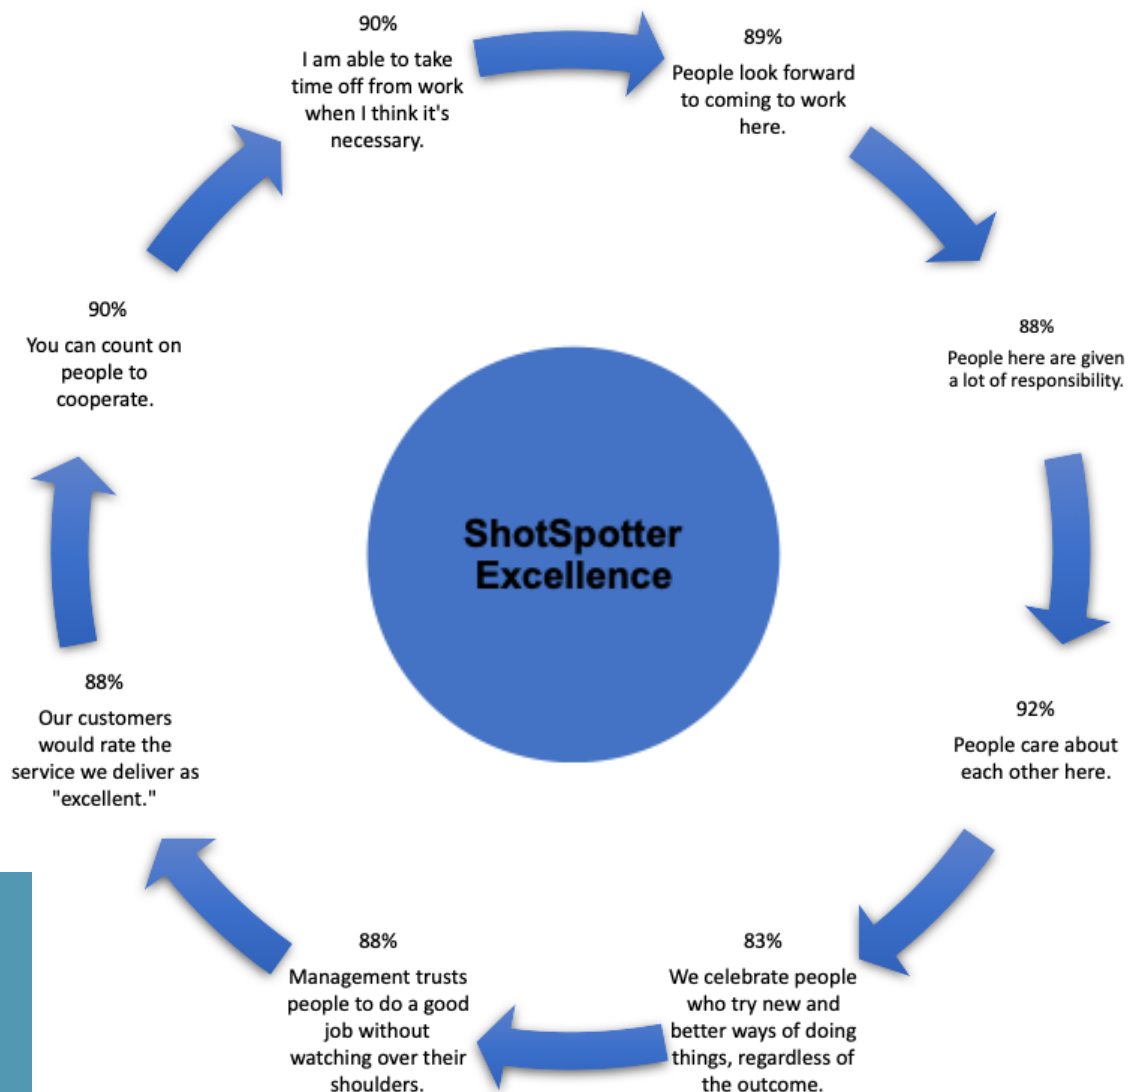 90%
I am able to take
time off from work
when I think it's
necessary.
89%
People look forward
to coming to work
here.
88%
People here are given
a lot of responsibility.
92%
People care about
each other here.
83%
We celebrate people
who try new and
better ways of doing
things, regardless of
the outcome.
88%
Management trusts
people to do a good
job without
watching over their
shoulders.
88%
Our customers
would rate the
service we deliver as
"excellent."
90%
You can count on
people to
cooperate.
ShotSpotter
Excellence